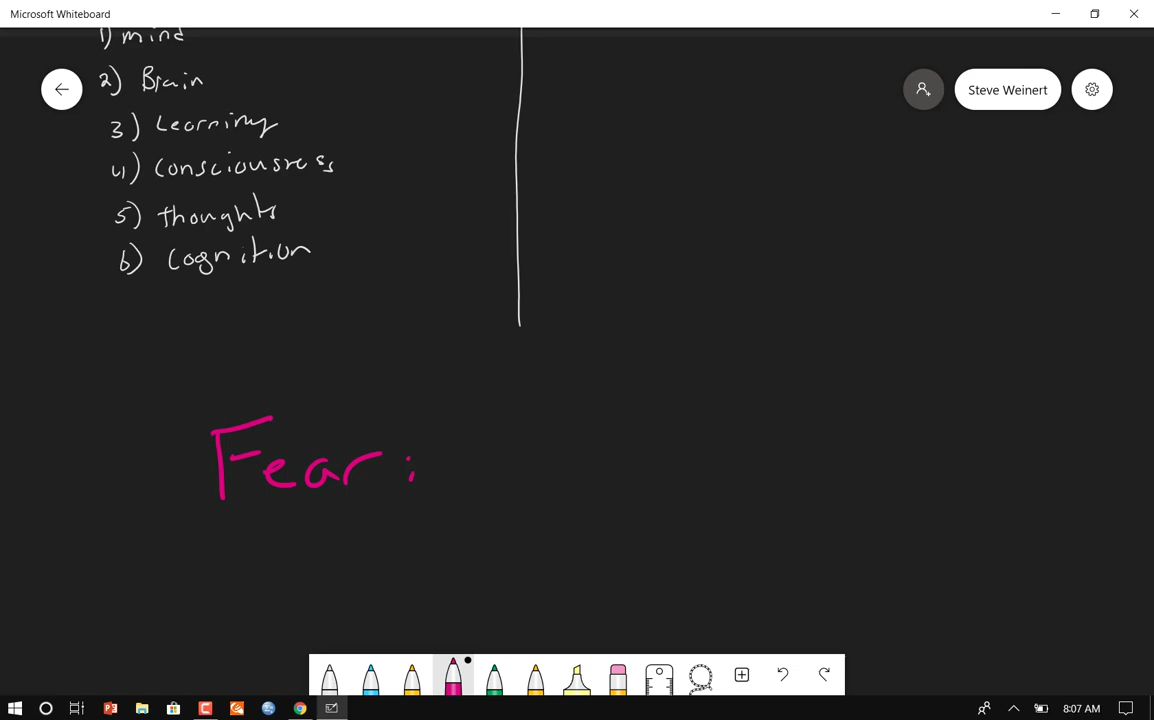 Microsoft Whiteboard
1) mind
2) Brain
Steve Weinert
3) Learning
4) Consciousness
5) thoughts
6) Cognition
Fear:
8:07 AM